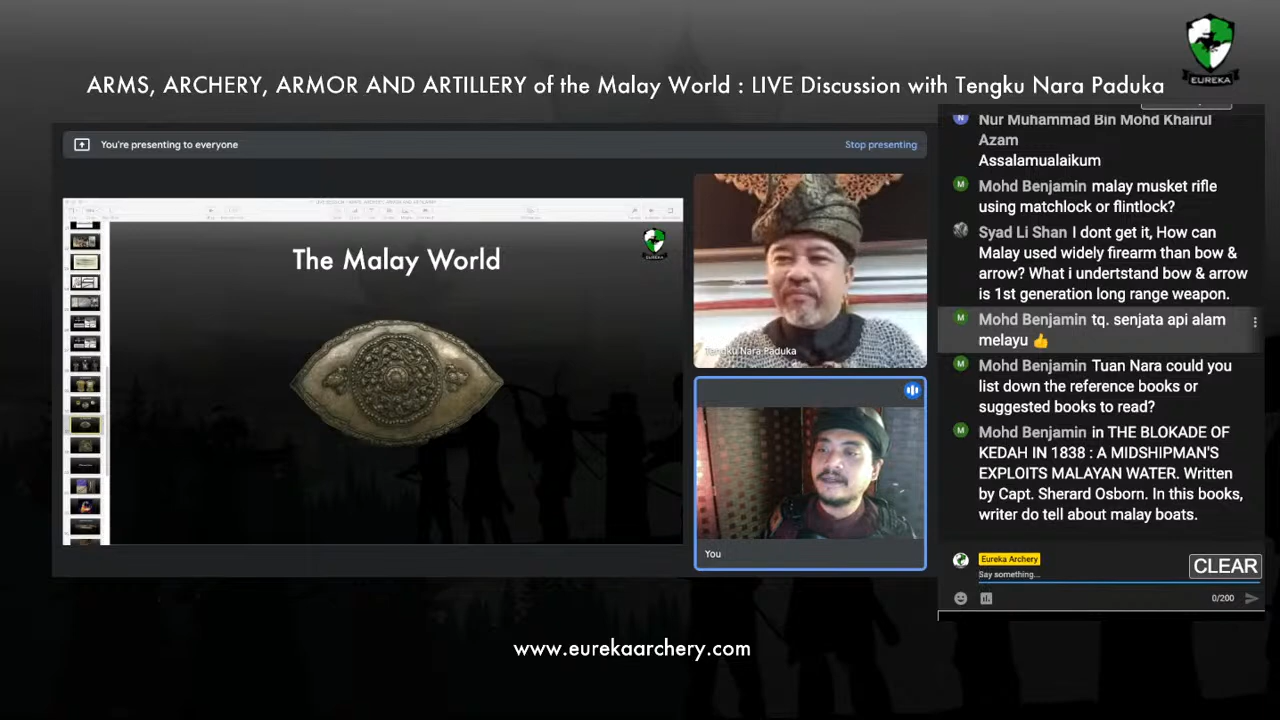 EUREKA
ARMS, ARCHERY, ARMOR AND ARTILLERY of the Malay World : LIVE Discussion with Tengku Nara Paduka
You're presenting to everyone
Stop presenting
The Malay World
Tengku Nara Paduka
You
Nur Muhammad Bin Mohd Khairul
Azam
Assalamualaikum
Mohd Benjamin malay musket rifle
using matchlock or flintlock?
Syad Li Shan I dont get it, How can
Malay used widely firearm than bow &
arrow? What i undertstand bow & arrow
is 1st generation long range weapon.
Mohd Benjamin tq. senjata api alam
melayu 👍
Mohd Benjamin Tuan Nara could you
list down the reference books or
suggested books to read?
Mohd Benjamin in THE BLOKADE OF
KEDAH IN 1838 : A MIDSHIPMAN'S
EXPLOITS MALAYAN WATER. Written
by Capt. Sherard Osborn. In this books,
writer do tell about malay boats.
Eureka Archery
Say something...
CLEAR
0/200
www.eurekaarchery.com